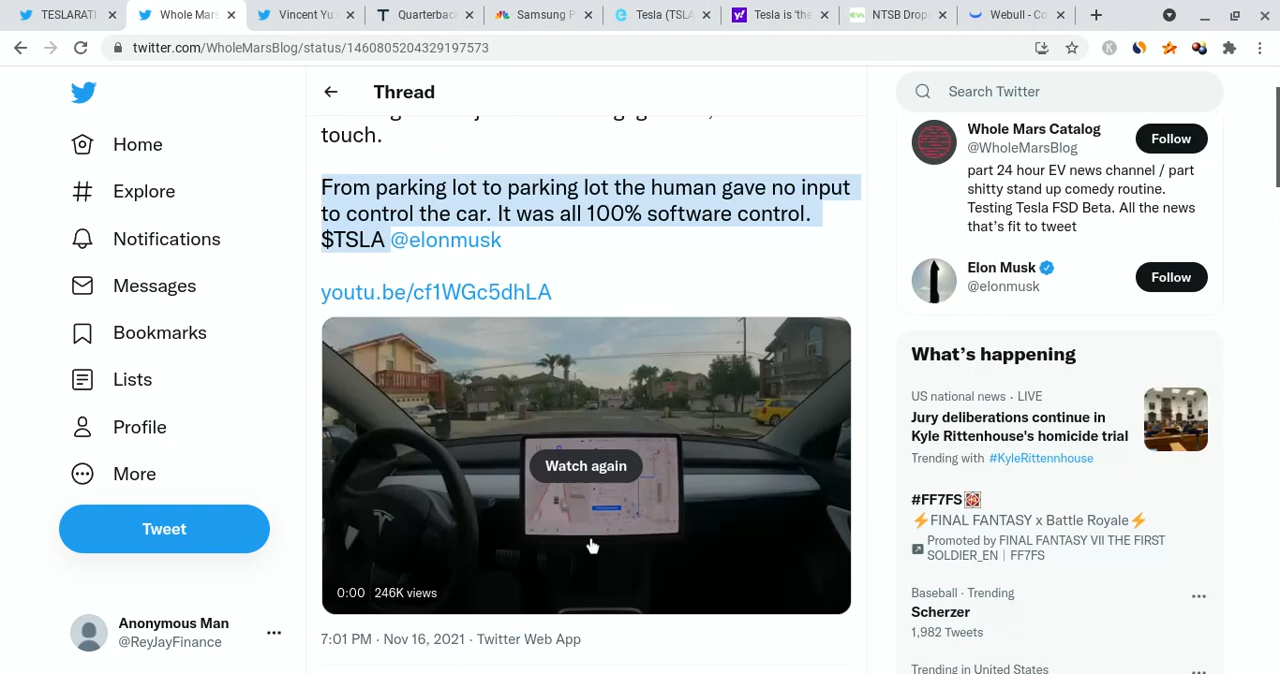 TESLARATI
Whole Mars
Vincent Yu
Quarterback
Samsung P
Tesla (TSLA
Tesla is 'the
NTSB Drops
Webull - Co
twitter.com/WholeMarsBlog/status/1460805204329197573
Thread
Search Twitter
Home
Explore
Notifications
Messages
Bookmarks
Lists
Profile
More
Tweet
Anonymous Man
@ReyJayFinance
touch.
From parking lot to parking lot the human gave no input
to control the car. It was all 100% software control.
$TSLA @elonmusk
youtu.be/cf1WGc5dhLA
Watch again
0:00 246K views
7:01 PM · Nov 16, 2021 · Twitter Web App
Whole Mars Catalog
@WholeMarsBlog
Follow
part 24 hour EV news channel / part
shitty stand up comedy routine.
Testing Tesla FSD Beta. All the news
that's fit to tweet
Elon Musk
@elonmusk
Follow
What's happening
US national news · LIVE
Jury deliberations continue in
Kyle Rittenhouse's homicide trial
Trending with #KyleRittennhouse
#FF7FS
⚡FINAL FANTASY x Battle Royale⚡
Promoted by FINAL FANTASY VII THE FIRST
SOLDIER_EN | FF7FS
Baseball · Trending
Scherzer
1,982 Tweets
Trending in United States